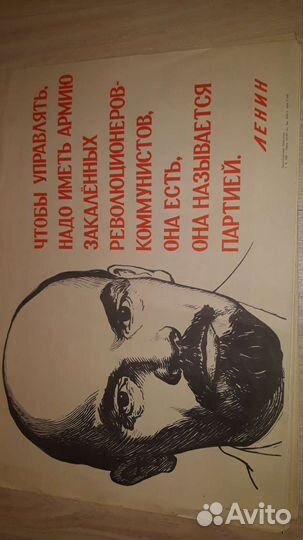 ЧТОБЫ УПРАВЛЯТЬ,
НАДО ИМЕТЬ АРМИЮ
ЗАКАЛЁННЫХ
РЕВОЛЮЦИОНЕРОВ-
КОММУНИСТОВ,
ОНА ЕСТЬ,
ОНА НАЗЫВАЕТСЯ
ПАРТИЕЙ.
ЛЕНИН
Avito